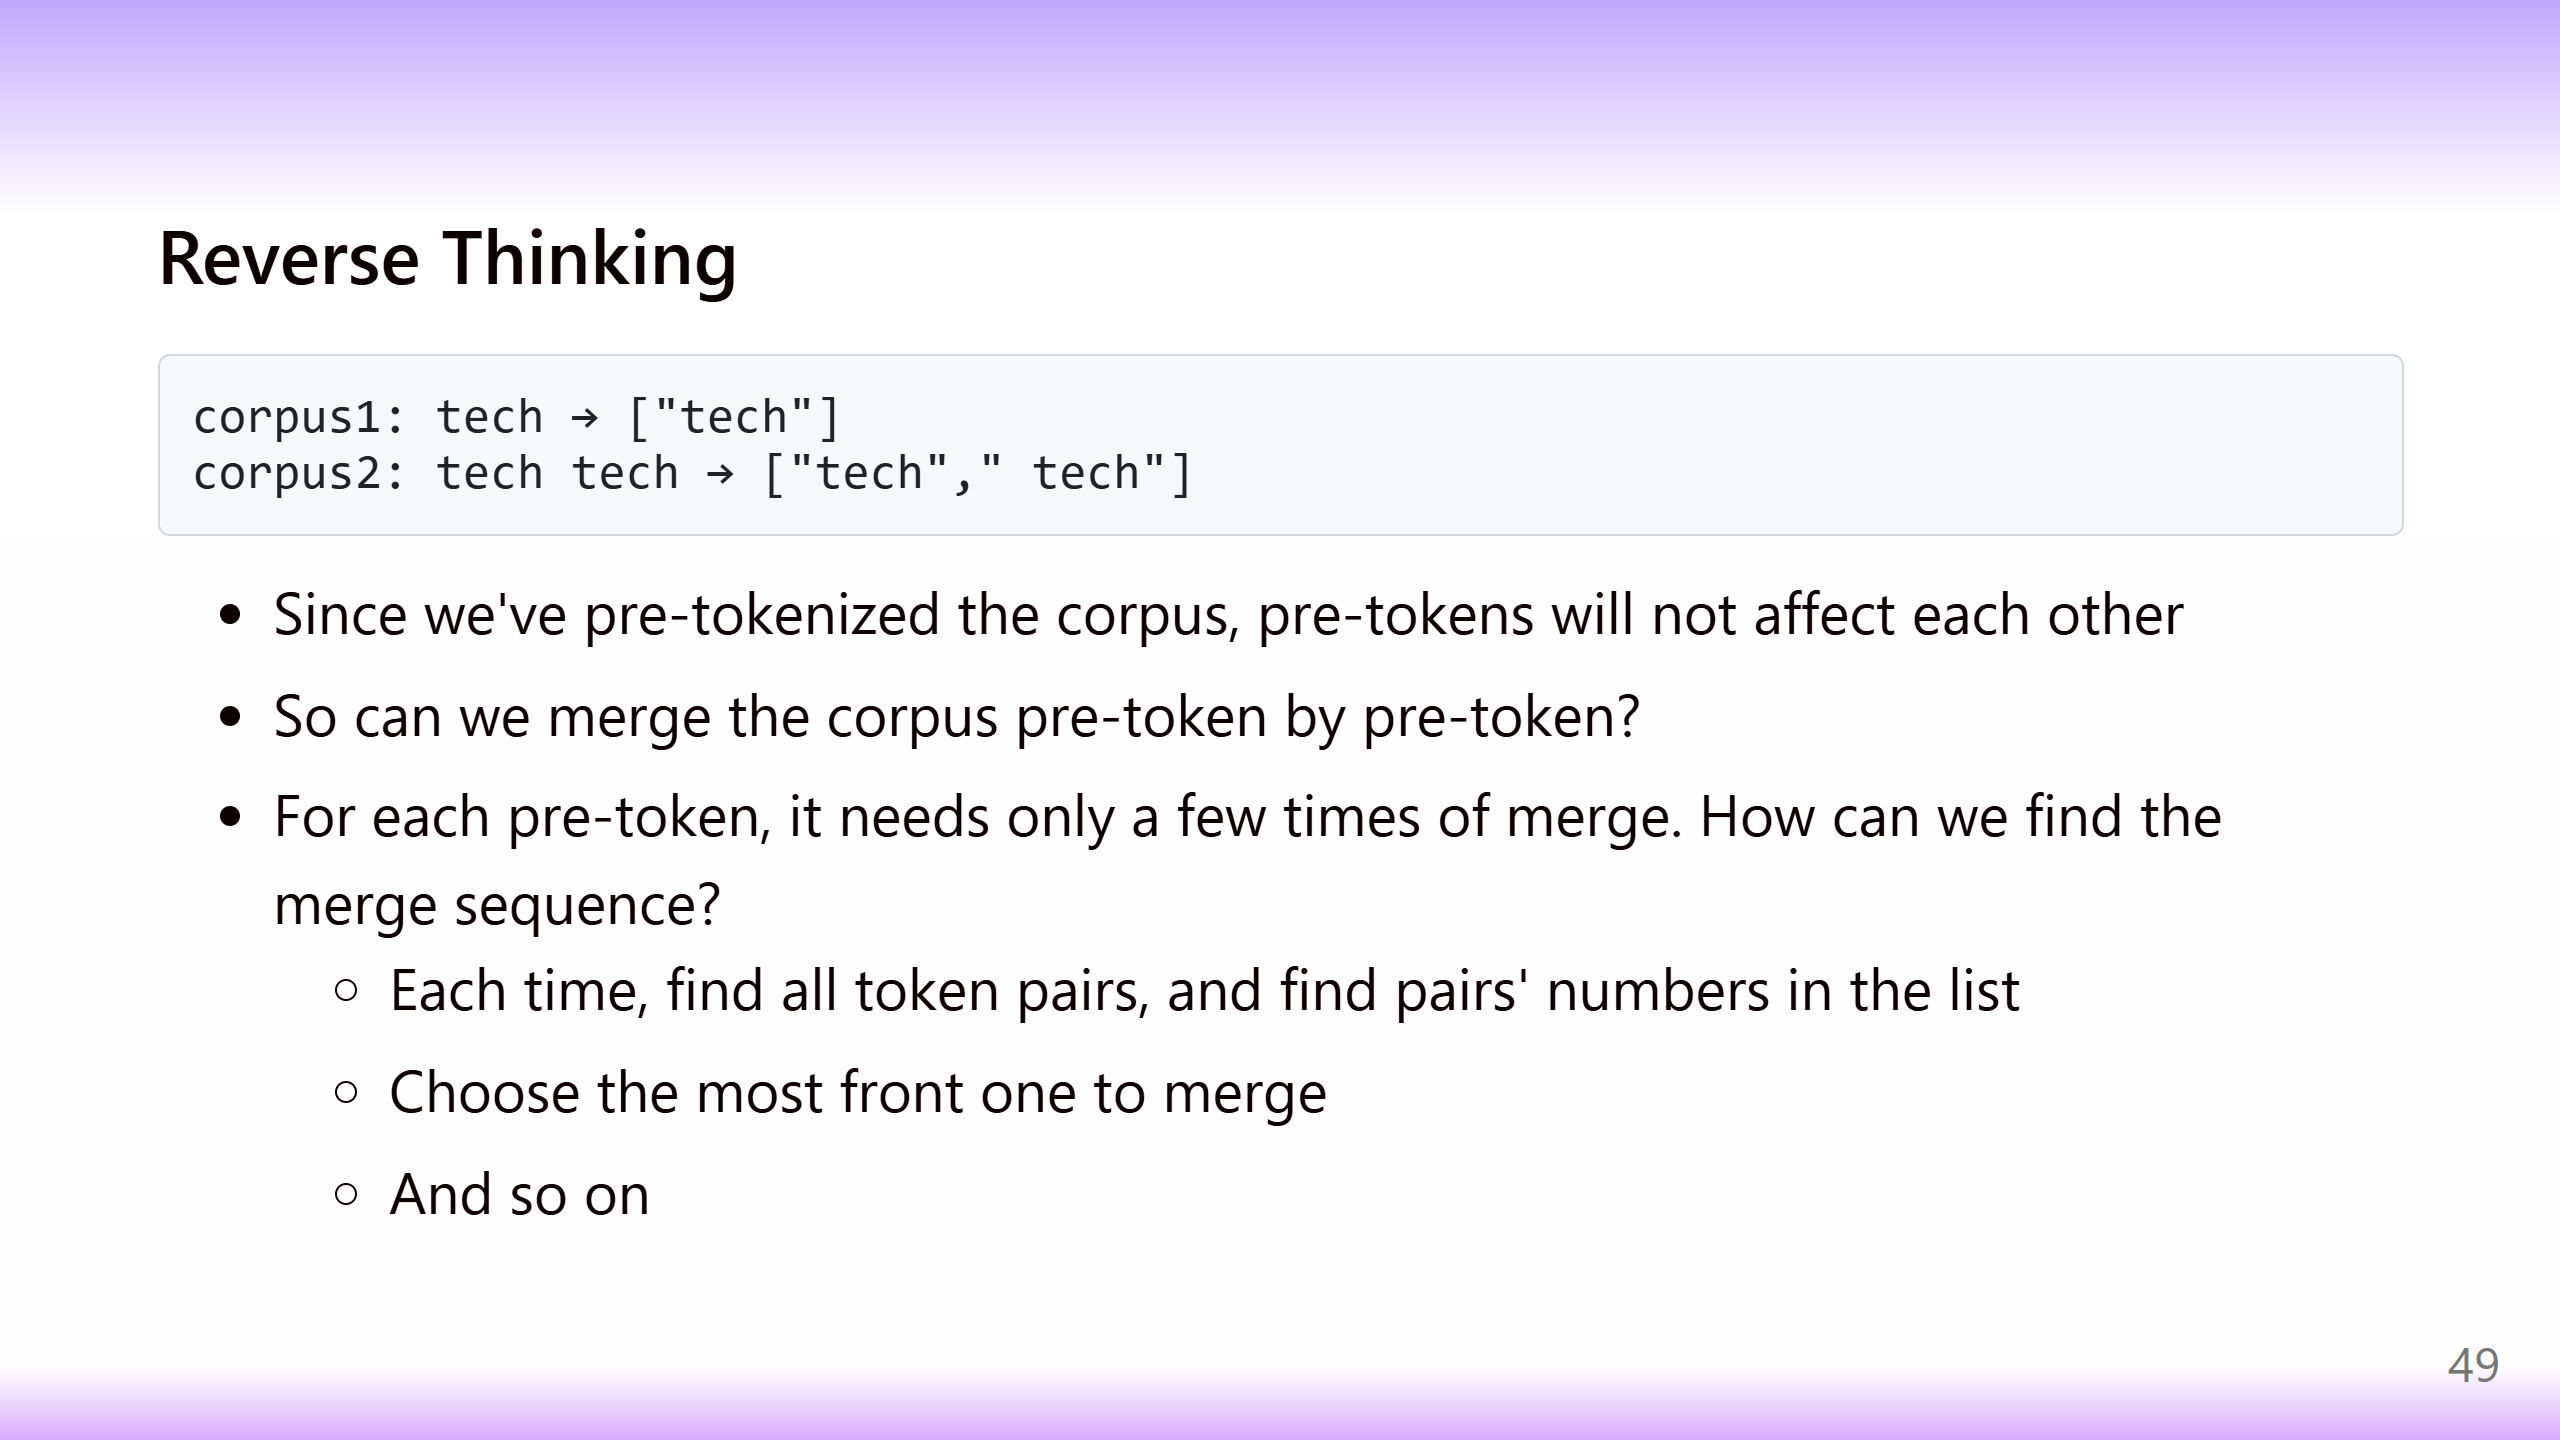 Reverse Thinking
corpus1: tech → ["tech"]
corpus2: tech tech → ["tech"," tech"]
• Since we've pre-tokenized the corpus, pre-tokens will not affect each other
• So can we merge the corpus pre-token by pre-token?
• For each pre-token, it needs only a few times of merge. How can we find the
merge sequence?
○ Each time, find all token pairs, and find pairs' numbers in the list
○ Choose the most front one to merge
○ And so on
49